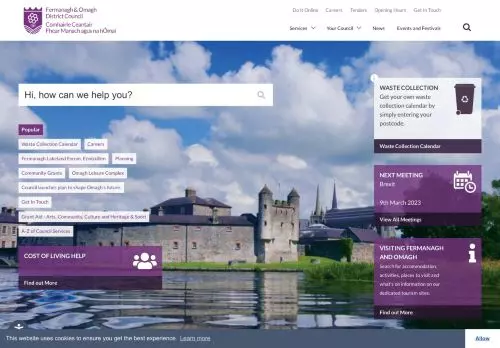 Fermanagh & Omagh
District Council
Comhairle Ceantair
Fhear Manach agus na hÓmaí
Do It Online
Careers
Tenders
Opening Hours
Get In Touch
Services
Your Council
News
Events and Festivals
Hi, how can we help you?
Popular
Waste Collection Calendar
Careers
Fermanagh Lakeland Forum, Enniskillen
Planning
Community Grants
Omagh Leisure Complex
Council launches plan to shape Omagh's future
Get In Touch
Grant Aid - Arts, Community, Culture and Heritage & Sport
A-Z of Council Services
COST OF LIVING HELP
Find out More
WASTE COLLECTION
Get your own waste
collection calendar by
simply entering your
postcode.
Waste Collection Calendar
NEXT MEETING
Brexit
9th March 2023
View All Meetings
VISITING FERMANAGH
AND OMAGH
Search for accommodation
activities, places to visit and
what's on information on our
dedicated tourism sites.
Find out More
This website uses cookies to ensure you get the best experience. Learn more
Allow